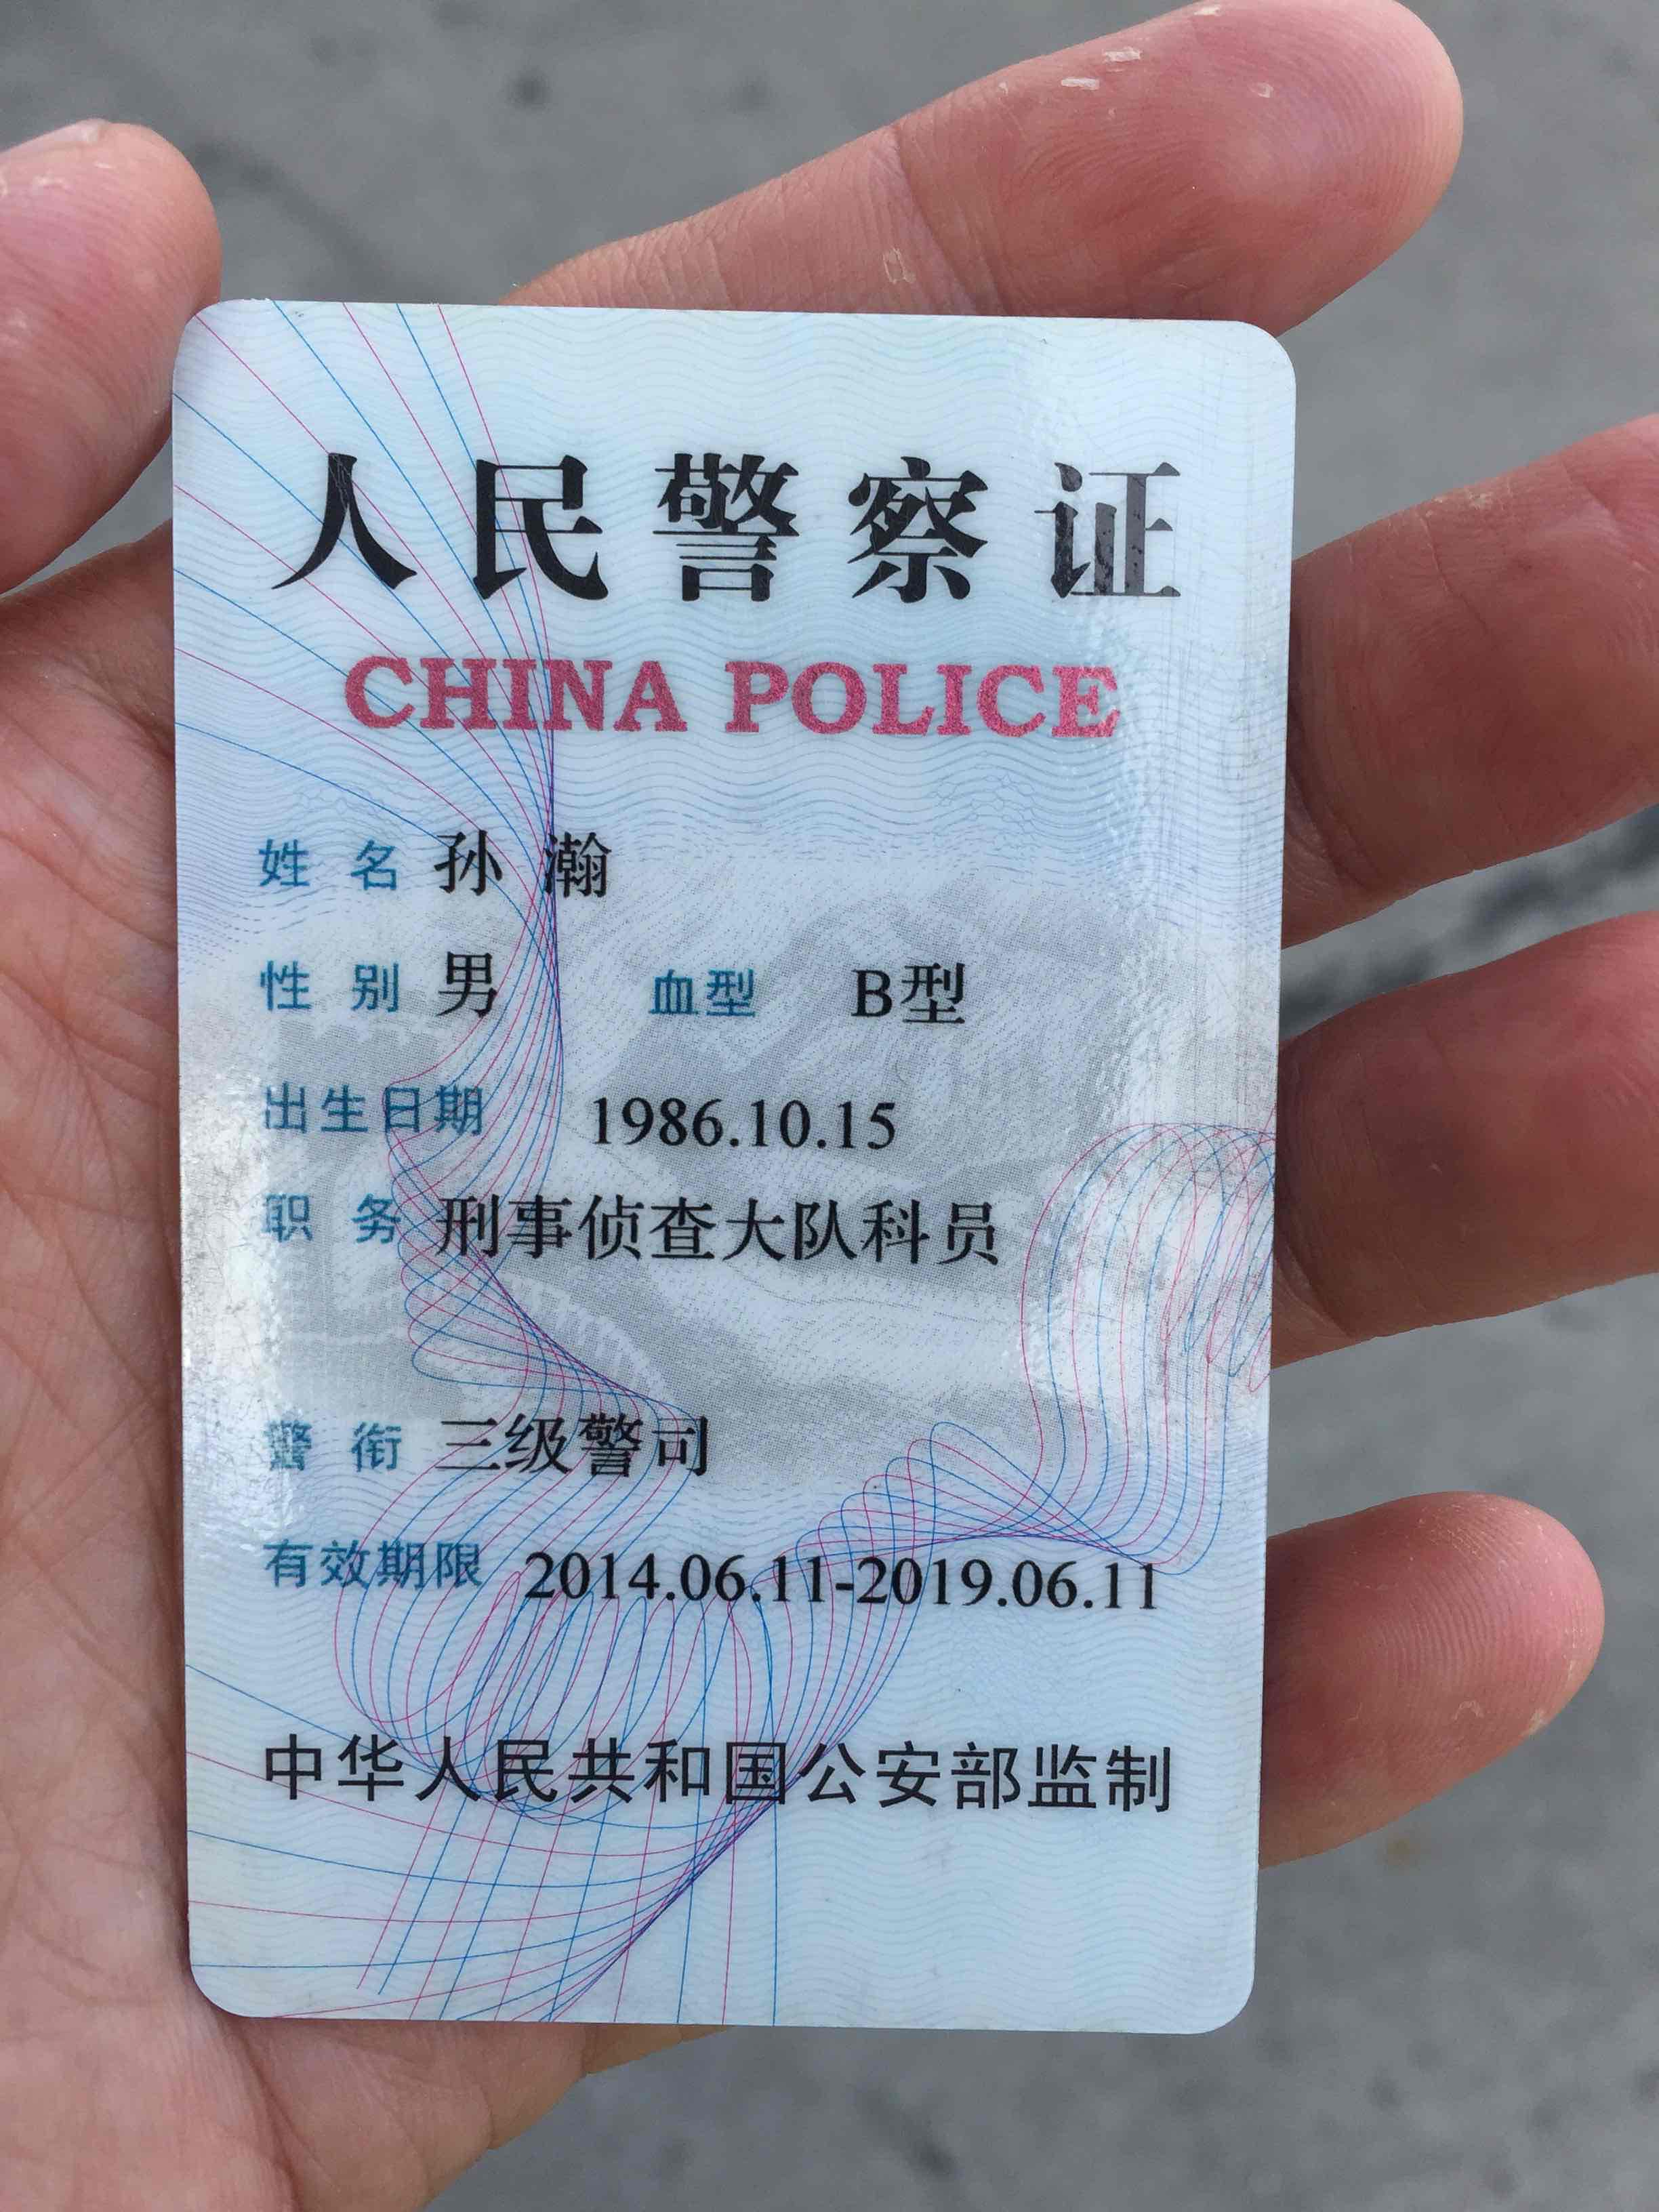 人民警察证
CHINA POLICE
姓名 孙瀚
性别 男 血型 B型
出生日期 1986.10.15
职务 刑事侦查大队科员
警衔 三级警司
有效期限 2014.06.11-2019.06.11
中华人民共和国公安部监制